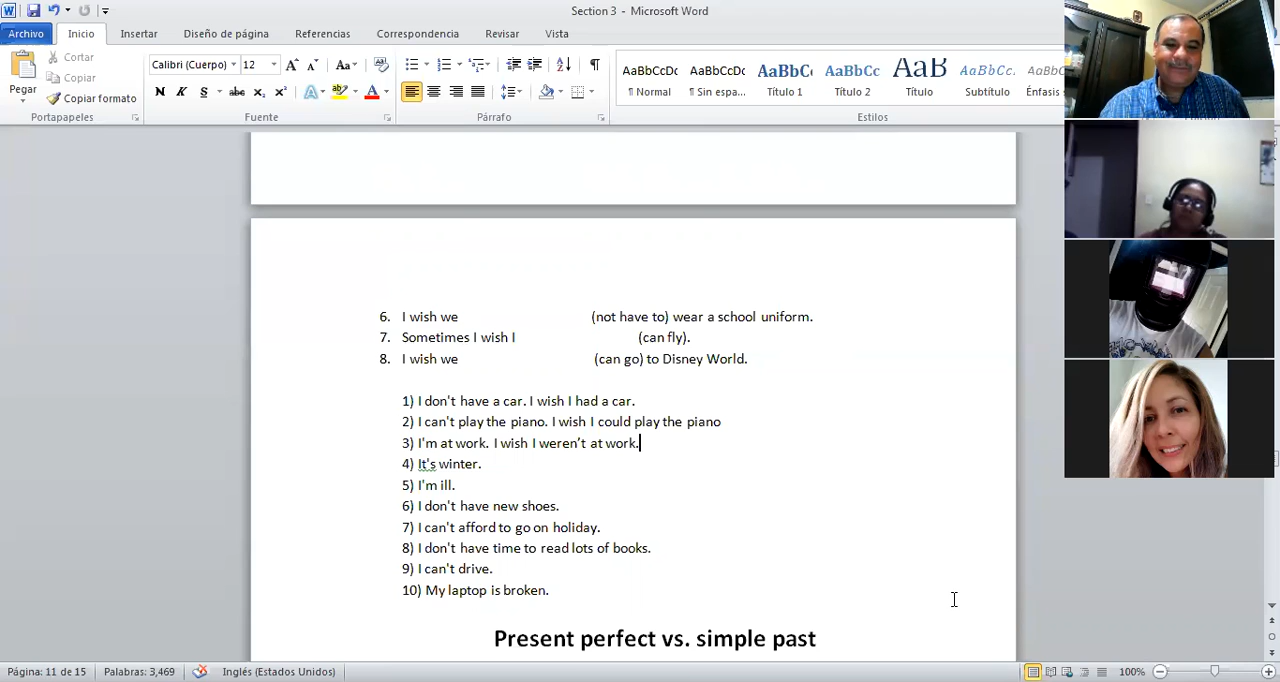 Section 3 - Microsoft Word
Archivo Inicio Insertar Diseño de página Referencias Correspondencia Revisar Vista
Pegar
Cortar
Copiar
Copiar formato
Portapapeles
Calibri (Cuerpo) 12
Fuente
Párrafo
AaBbCcDc AaBbCcDc AaBbC AaBbCc AaB AaBbCc AaBbC
¶ Normal ¶ Sin espa... Título 1 Título 2 Título Subtítulo Énfasis
Estilos
6. I wish we (not have to) wear a school uniform.
7. Sometimes I wish I (can fly).
8. I wish we (can go) to Disney World.
1) I don't have a car. I wish I had a car.
2) I can't play the piano. I wish I could play the piano
3) I'm at work. I wish I weren’t at work.
4) It's winter.
5) I'm ill.
6) I don't have new shoes.
7) I can't afford to go on holiday.
8) I don't have time to read lots of books.
9) I can't drive.
10) My laptop is broken.
Present perfect vs. simple past
Página: 11 de 15 Palabras: 3,469 Inglés (Estados Unidos) 100%